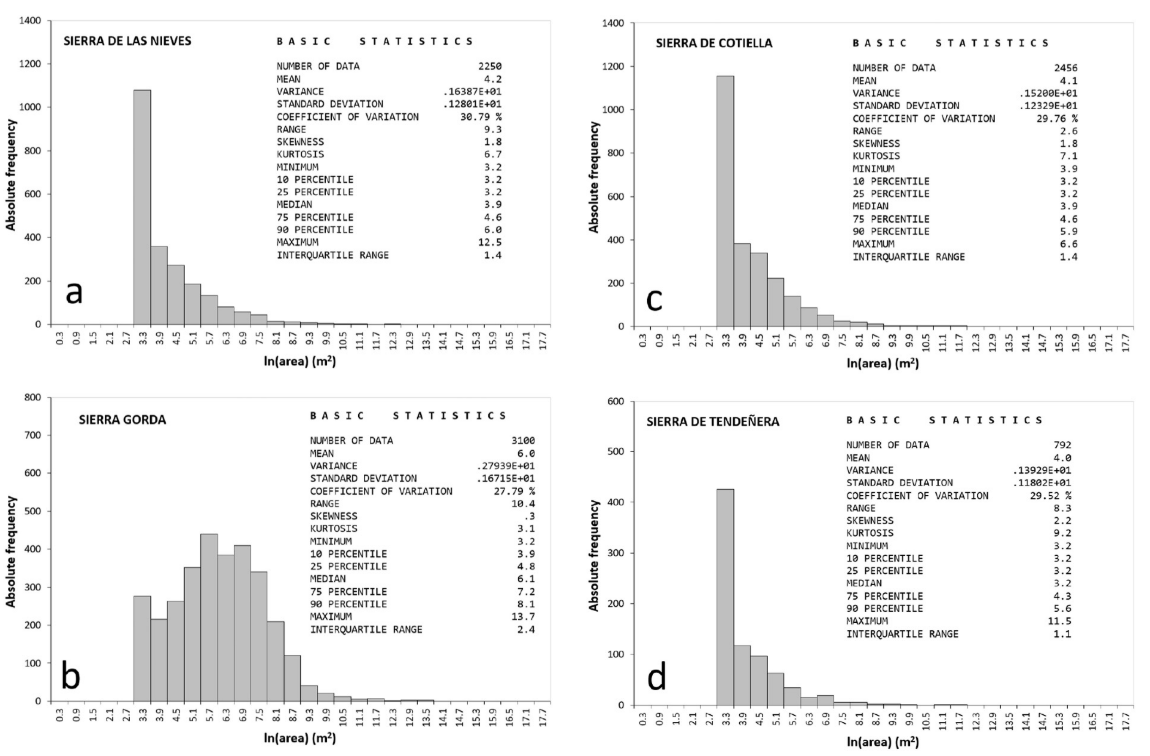 SIERRA DE LAS NIEVES
BASIC STATISTICS
NUMBER OF DATA 2250
MEAN 4.2
VARIANCE .16387E+01
STANDARD DEVIATION .12801E+01
COEFFICIENT OF VARIATION 30.79 %
RANGE 9.3
SKEWNESS 1.8
KURTOSIS 6.7
MINIMUM 3.2
10 PERCENTILE 3.2
25 PERCENTILE 3.2
MEDIAN 3.9
75 PERCENTILE 4.6
90 PERCENTILE 6.0
MAXIMUM 12.5
INTERQUARTILE RANGE 1.4
Absolute frequency
1400
1200
1000
800
600
400
200
0
a
0.3 0.9 1.5 2.1 2.7 3.3 3.9 4.5 5.1 5.7 6.3 6.9 7.5 8.1 8.7 9.3 9.9 10.5 11.1 11.7 12.3 12.9 13.5 14.1 14.7 15.3 15.9 16.5 17.1 17.7
ln(area) (m²)
SIERRA DE COTIELLA
BASIC STATISTICS
NUMBER OF DATA 2456
MEAN 4.1
VARIANCE .15200E+01
STANDARD DEVIATION .12329E+01
COEFFICIENT OF VARIATION 29.76 %
RANGE 2.6
SKEWNESS 1.8
KURTOSIS 7.1
MINIMUM 3.9
10 PERCENTILE 3.2
25 PERCENTILE 3.2
MEDIAN 3.9
75 PERCENTILE 4.6
90 PERCENTILE 5.9
MAXIMUM 6.6
INTERQUARTILE RANGE 1.4
Absolute frequency
1400
1200
1000
800
600
400
200
0
c
0.3 0.9 1.5 2.1 2.7 3.3 3.9 4.5 5.1 5.7 6.3 6.9 7.5 8.1 8.7 9.3 9.9 10.5 11.1 11.7 12.3 12.9 13.5 14.1 14.7 15.3 15.9 16.5 17.1 17.7
ln(area) (m²)
SIERRA GORDA
BASIC STATISTICS
NUMBER OF DATA 3100
MEAN 6.0
VARIANCE .27939E+01
STANDARD DEVIATION .16715E+01
COEFFICIENT OF VARIATION 27.79 %
RANGE 10.4
SKEWNESS .3
KURTOSIS 3.1
MINIMUM 3.2
10 PERCENTILE 3.9
25 PERCENTILE 4.8
MEDIAN 6.1
75 PERCENTILE 7.2
90 PERCENTILE 8.1
MAXIMUM 13.7
INTERQUARTILE RANGE 2.4
Absolute frequency
800
700
600
500
400
300
200
100
0
b
0.3 0.9 1.5 2.1 2.7 3.3 3.9 4.5 5.1 5.7 6.3 6.9 7.5 8.1 8.7 9.3 9.9 10.5 11.1 11.7 12.3 12.9 13.5 14.1 14.7 15.3 15.9 16.5 17.1 17.7
ln(area) (m²)
SIERRA DE TENDEÑERA
BASIC STATISTICS
NUMBER OF DATA 792
MEAN 4.0
VARIANCE .13929E+01
STANDARD DEVIATION .11802E+01
COEFFICIENT OF VARIATION 29.52 %
RANGE 8.3
SKEWNESS 2.2
KURTOSIS 9.2
MINIMUM 3.2
10 PERCENTILE 3.2
25 PERCENTILE 3.2
MEDIAN 3.2
75 PERCENTILE 4.3
90 PERCENTILE 5.6
MAXIMUM 11.5
INTERQUARTILE RANGE 1.1
Absolute frequency
600
500
400
300
200
100
0
d
0.3 0.9 1.5 2.1 2.7 3.3 3.9 4.5 5.1 5.7 6.3 6.9 7.5 8.1 8.7 9.3 9.9 10.5 11.1 11.7 12.3 12.9 13.5 14.1 14.7 15.3 15.9 16.5 17.1 17.7
ln(area) (m²)